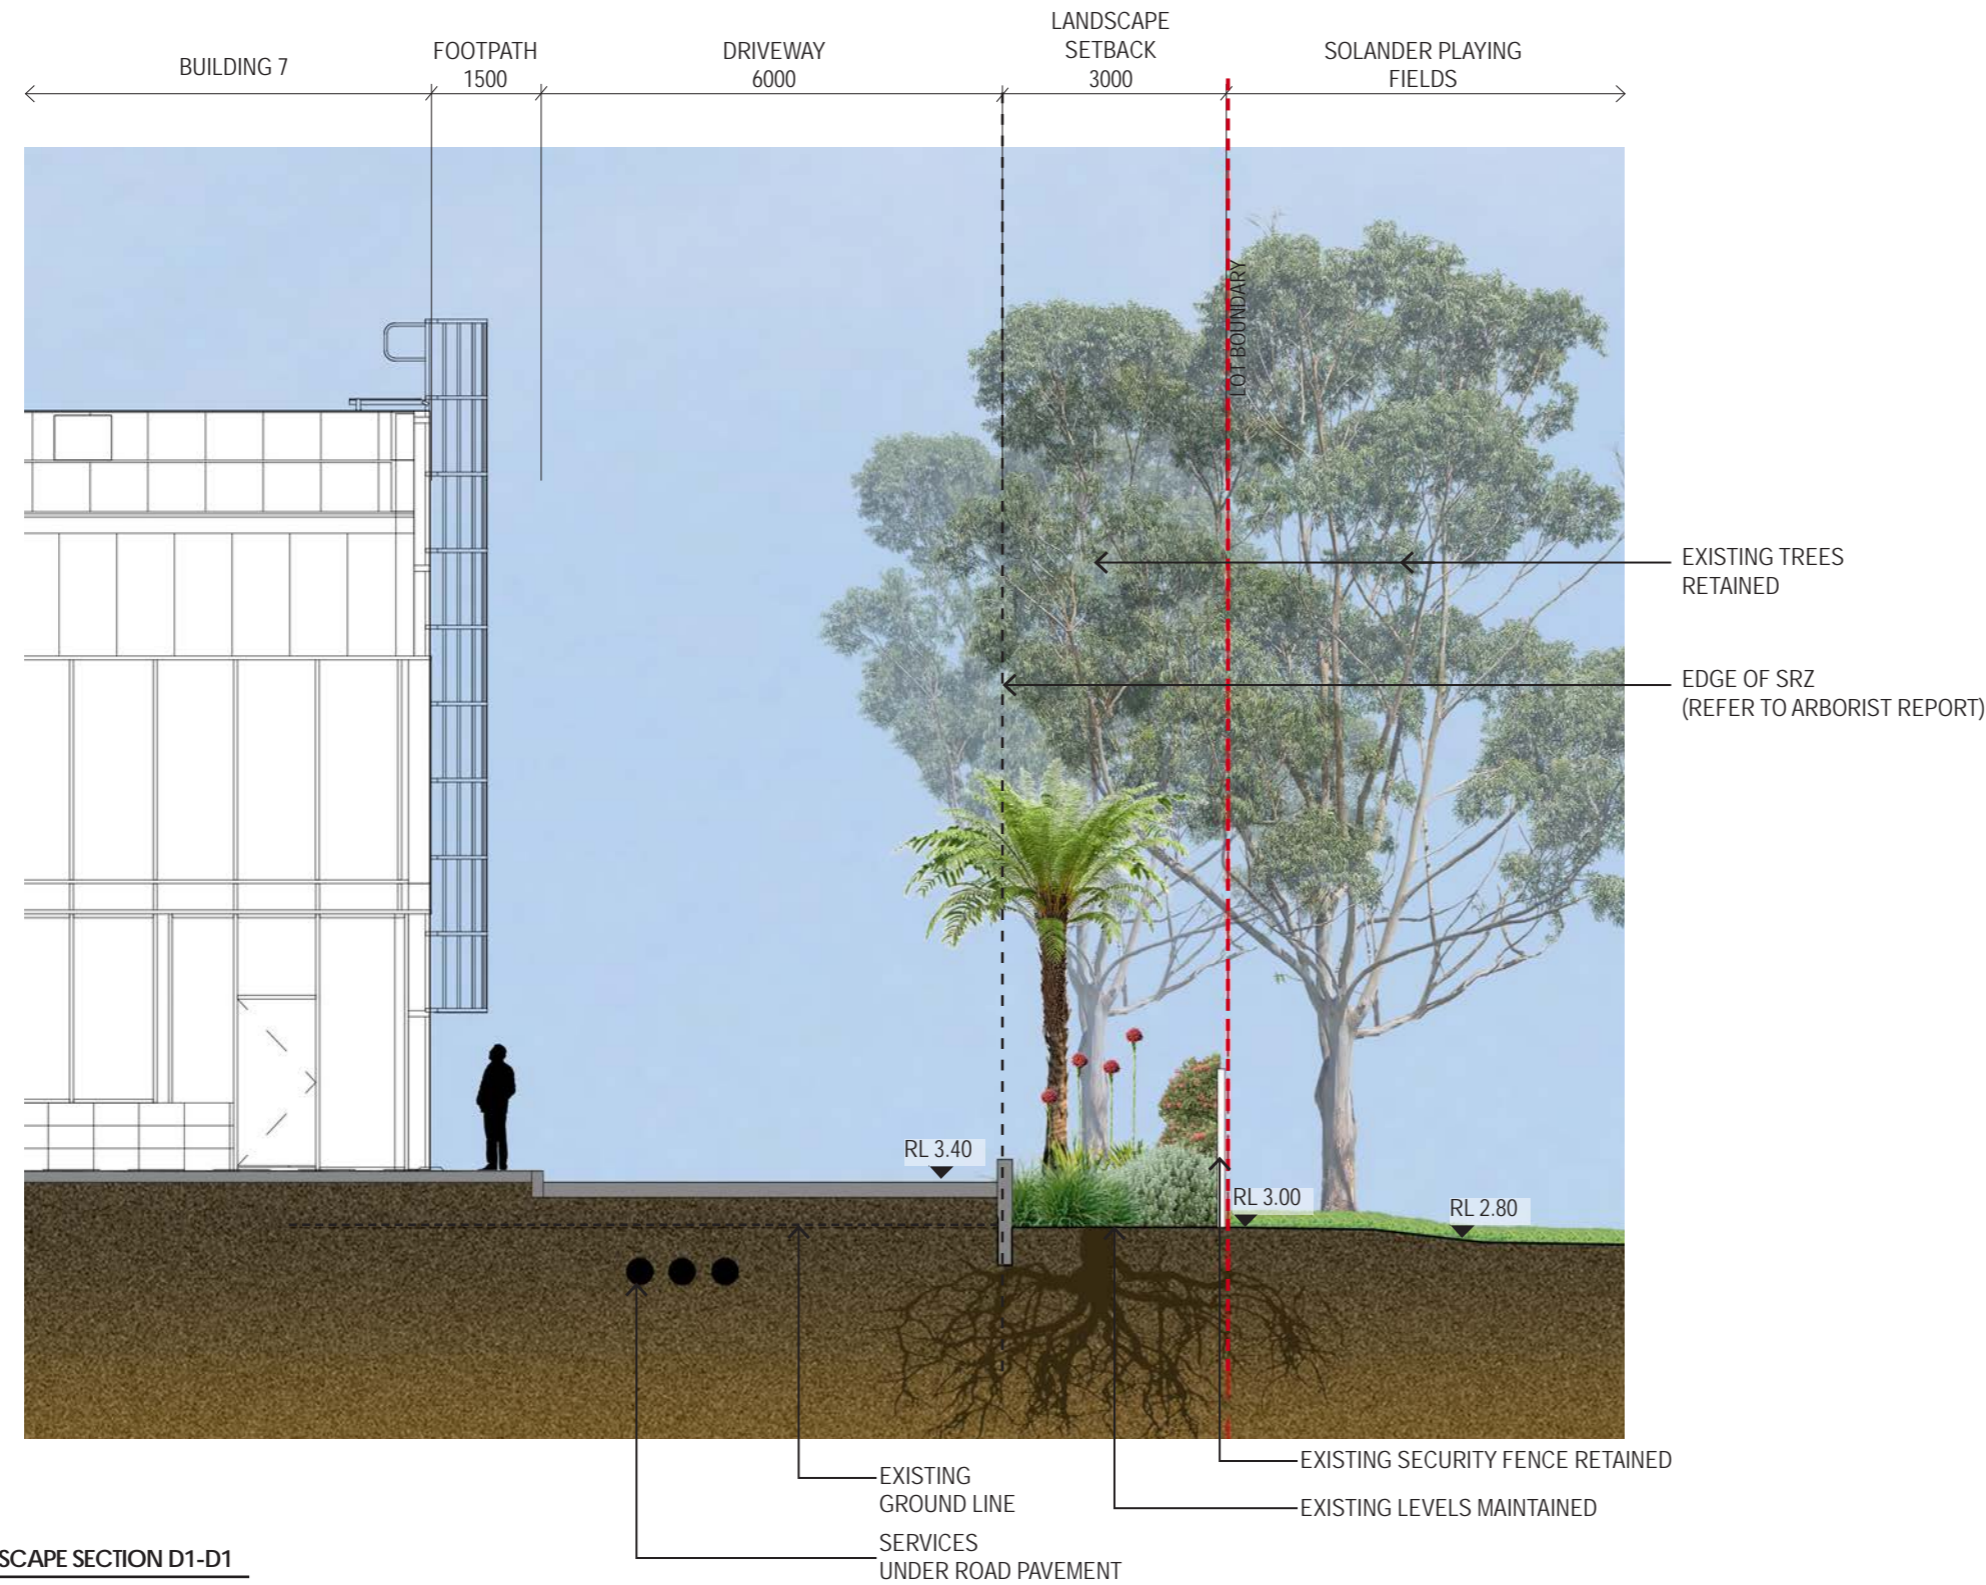 BUILDING 7
FOOTPATH
1500
DRIVEWAY
6000
LANDSCAPE
SETBACK
3000
SOLANDER PLAYING
FIELDS
LOT BOUNDARY
EXISTING TREES
RETAINED
EDGE OF SRZ
(REFER TO ARBORIST REPORT)
RL 3.40
RL 3.00
RL 2.80
EXISTING SECURITY FENCE RETAINED
EXISTING
GROUND LINE
EXISTING LEVELS MAINTAINED
SERVICES
UNDER ROAD PAVEMENT
SCAPE SECTION D1-D1